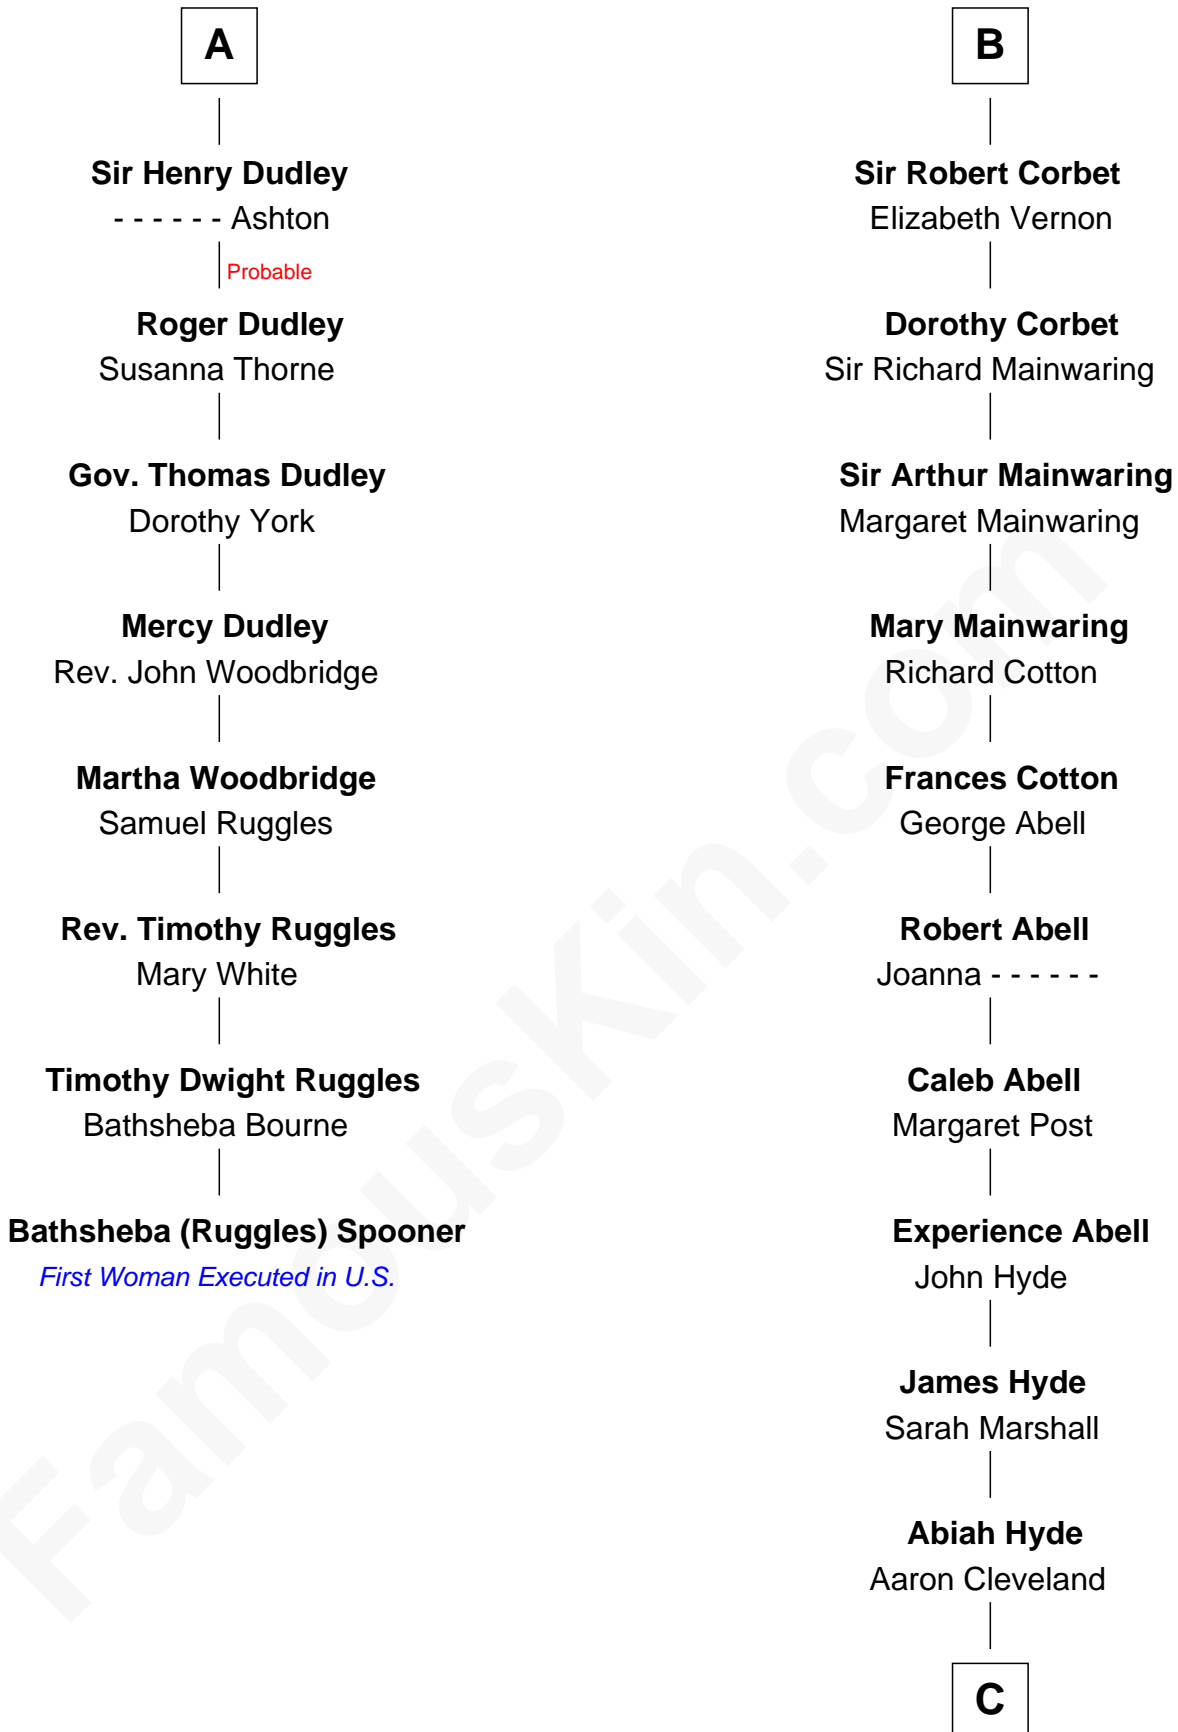 A
Sir Henry Dudley
- - - - - - Ashton
Probable
Roger Dudley
Susanna Thorne
Gov. Thomas Dudley
Dorothy York
Mercy Dudley
Rev. John Woodbridge
Martha Woodbridge
Samuel Ruggles
Rev. Timothy Ruggles
Mary White
Timothy Dwight Ruggles
Bathsheba Bourne
Bathsheba (Ruggles) Spooner
First Woman Executed in U.S.
B
Sir Robert Corbet
Elizabeth Vernon
Dorothy Corbet
Sir Richard Mainwaring
Sir Arthur Mainwaring
Margaret Mainwaring
Mary Mainwaring
Richard Cotton
Frances Cotton
George Abell
Robert Abell
Joanna - - - - - -
Caleb Abell
Margaret Post
Experience Abell
John Hyde
James Hyde
Sarah Marshall
Abiah Hyde
Aaron Cleveland
C
FamousKin.com